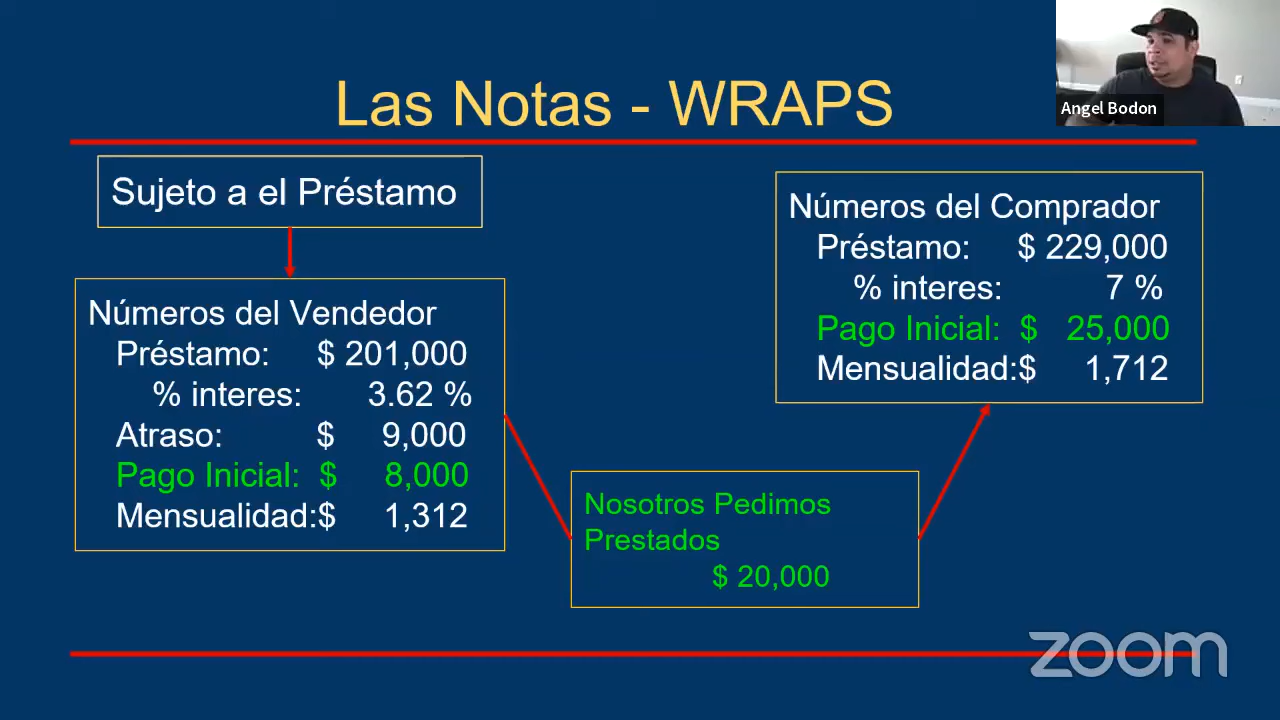 Las Notas - WRAPS
Angel Bodon
Sujeto a el Préstamo
Números del Vendedor
Préstamo: $ 201,000
% interes: 3.62 %
Atraso: $ 9,000
Pago Inicial: $ 8,000
Mensualidad:$ 1,312
Nosotros Pedimos
Prestados
$ 20,000
Números del Comprador
Préstamo: $ 229,000
% interes: 7 %
Pago Inicial: $ 25,000
Mensualidad:$ 1,712
zoom